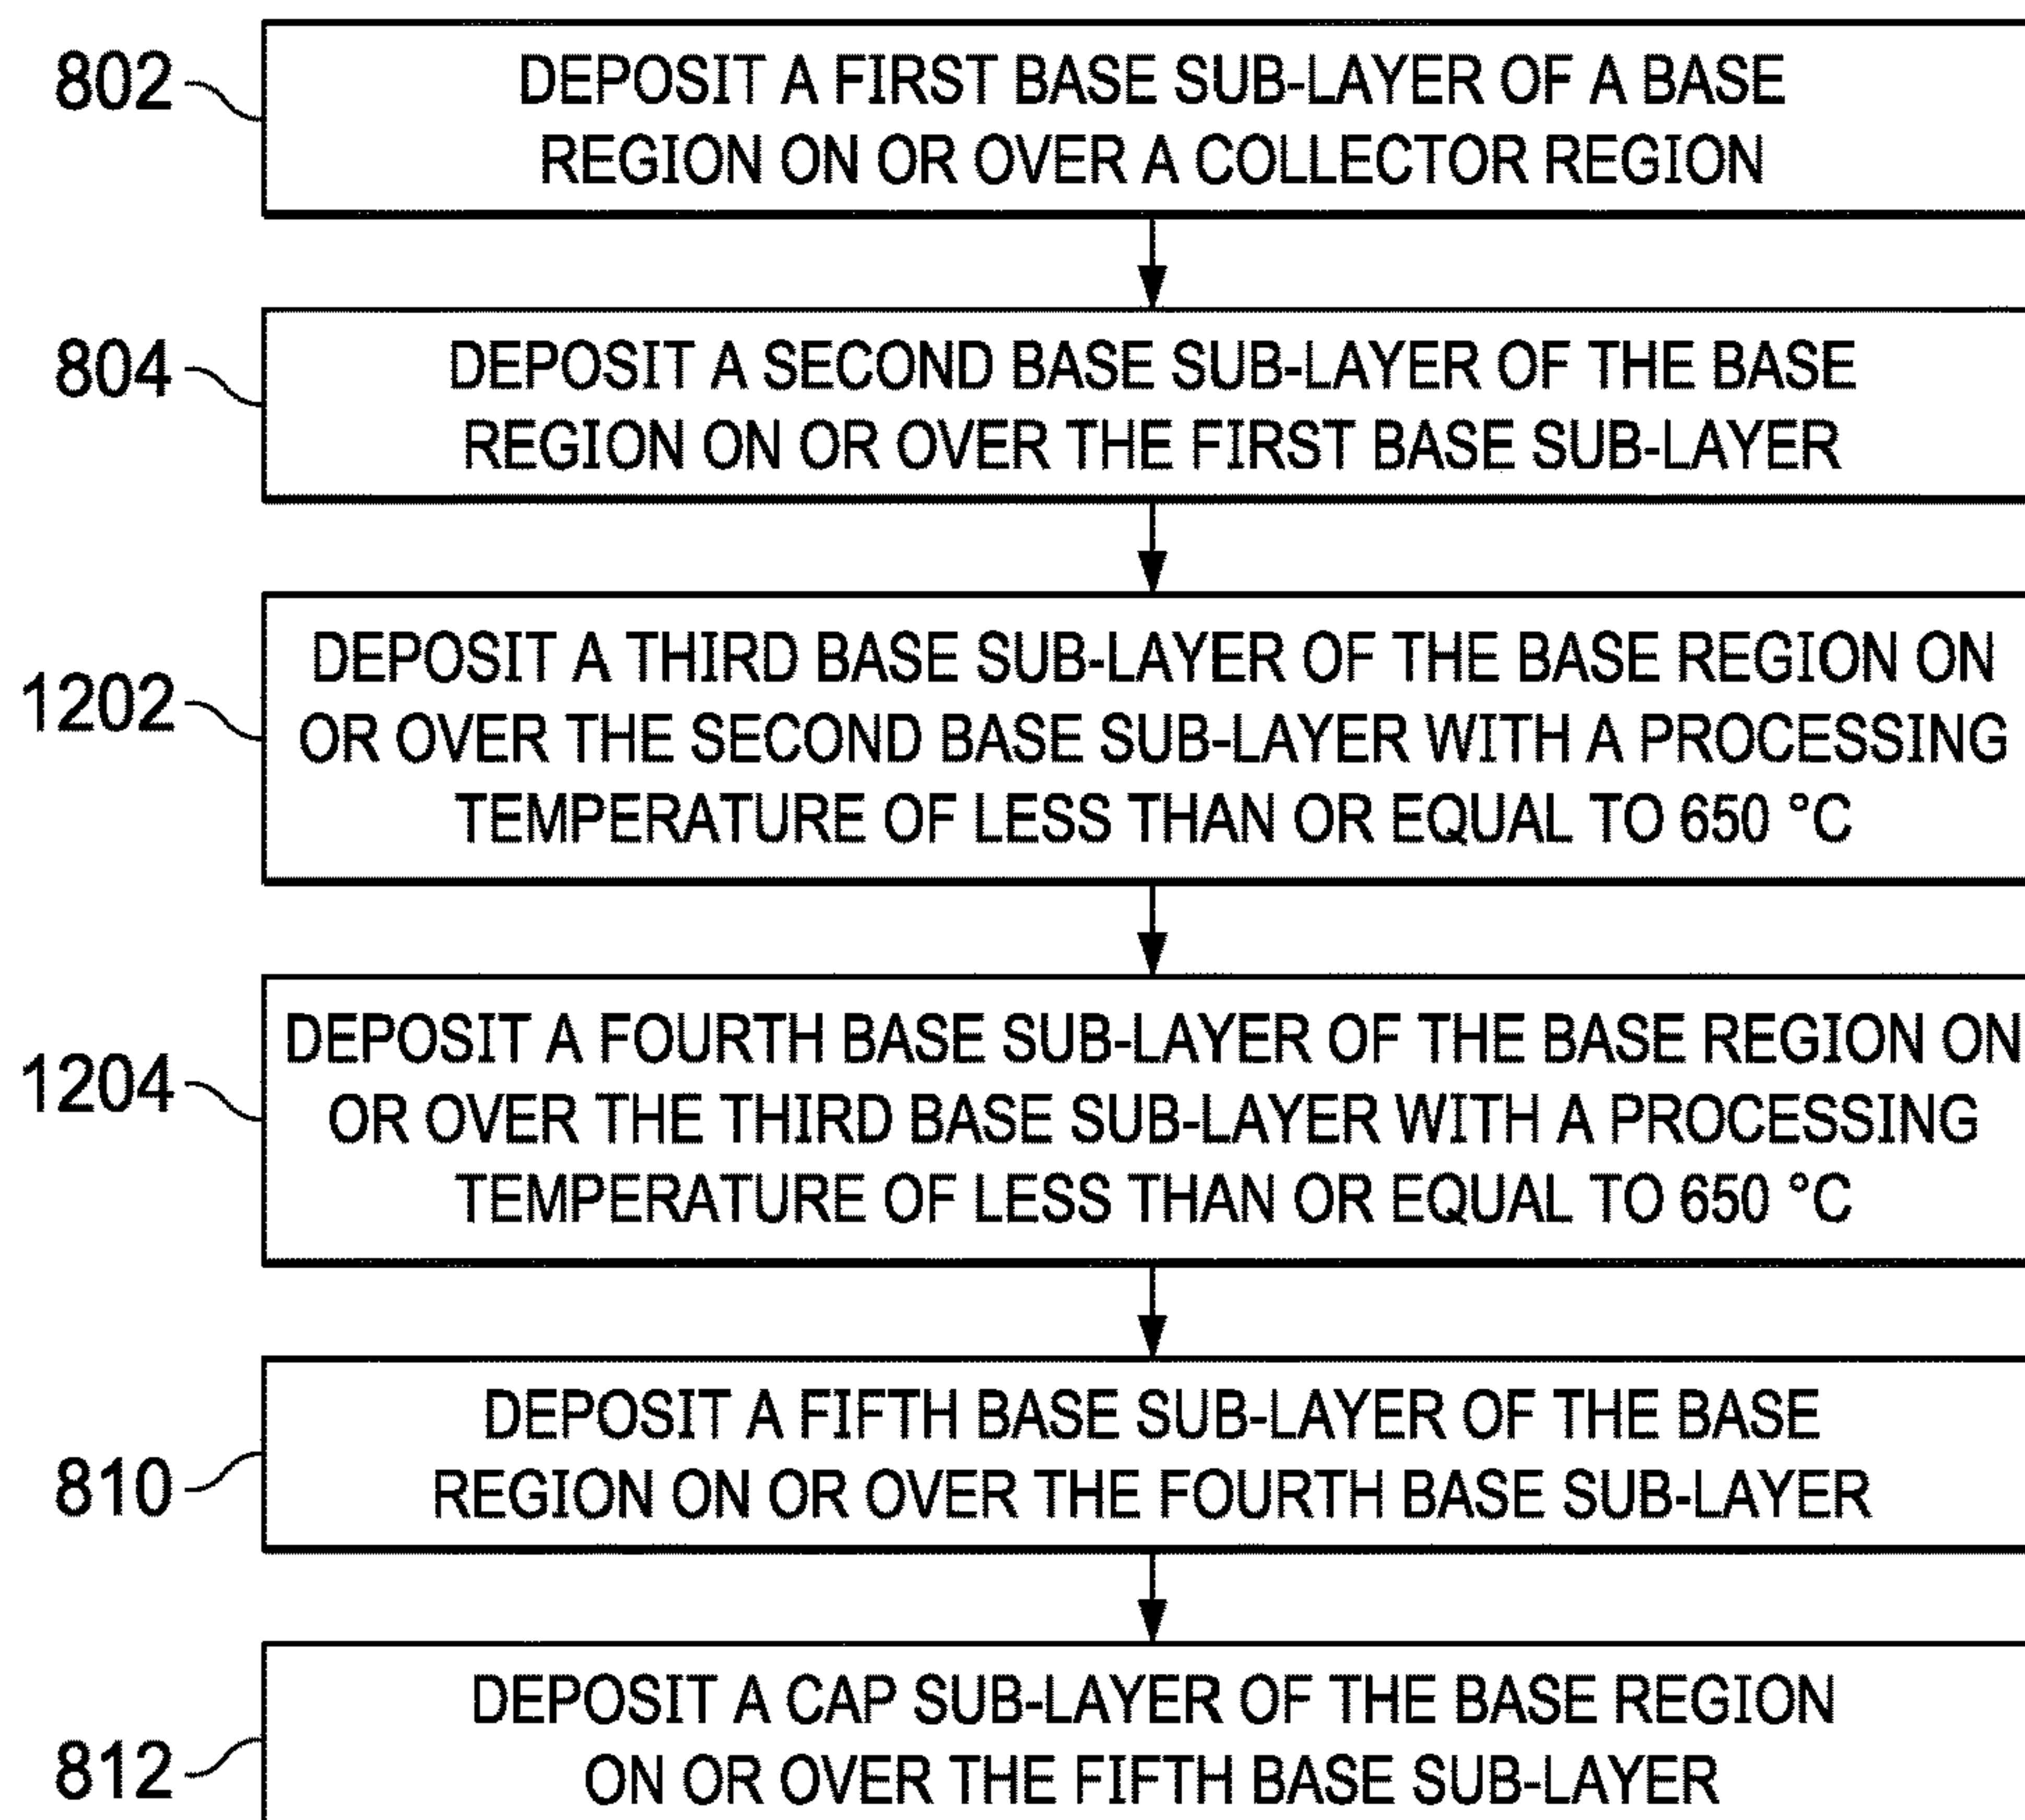 802
DEPOSIT A FIRST BASE SUB-LAYER OF A BASE
REGION ON OR OVER A COLLECTOR REGION
804
DEPOSIT A SECOND BASE SUB-LAYER OF THE BASE
REGION ON OR OVER THE FIRST BASE SUB-LAYER
1202
DEPOSIT A THIRD BASE SUB-LAYER OF THE BASE REGION ON
OR OVER THE SECOND BASE SUB-LAYER WITH A PROCESSING
TEMPERATURE OF LESS THAN OR EQUAL TO 650 °C
1204
DEPOSIT A FOURTH BASE SUB-LAYER OF THE BASE REGION ON
OR OVER THE THIRD BASE SUB-LAYER WITH A PROCESSING
TEMPERATURE OF LESS THAN OR EQUAL TO 650 °C
810
DEPOSIT A FIFTH BASE SUB-LAYER OF THE BASE
REGION ON OR OVER THE FOURTH BASE SUB-LAYER
812
DEPOSIT A CAP SUB-LAYER OF THE BASE REGION
ON OR OVER THE FIFTH BASE SUB-LAYER